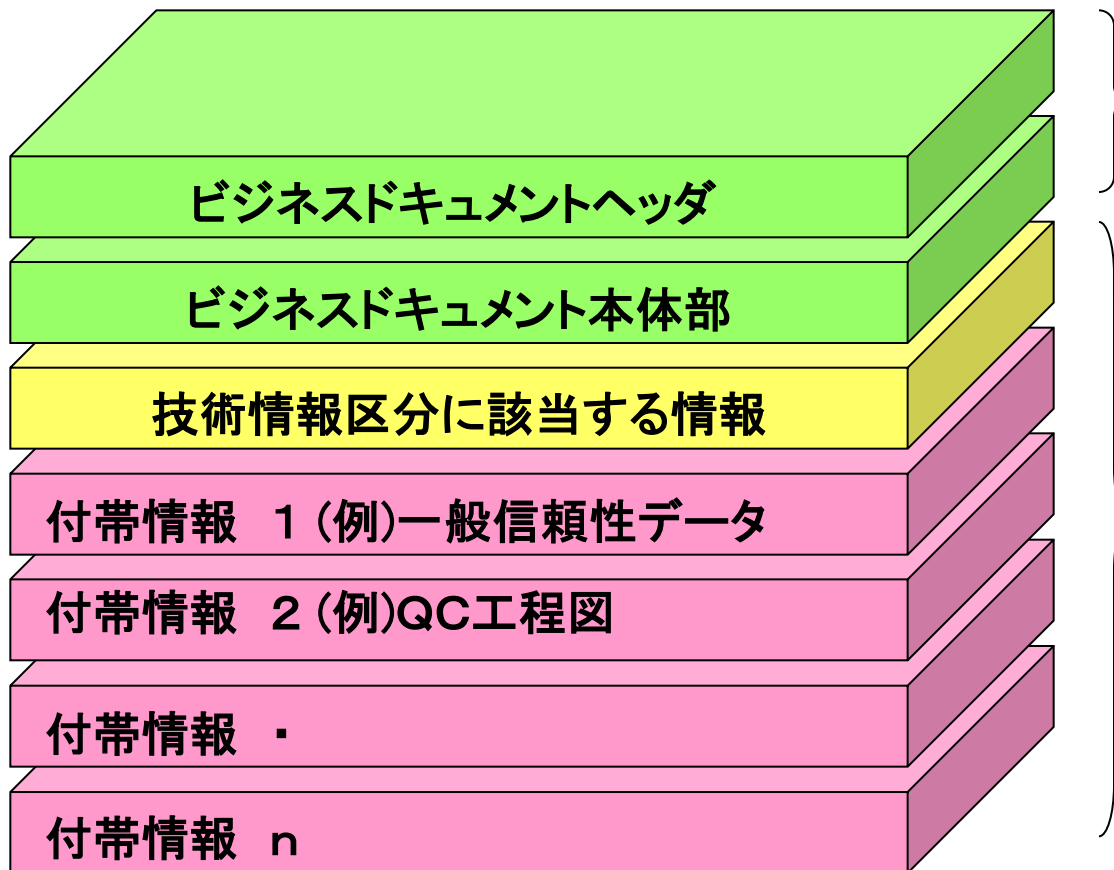 ビジネスドキュメントヘッダ
ビジネスドキュメント本体部
技術情報区分に該当する情報
付帯情報　１ (例)一般信頼性データ
付帯情報　２ (例)ＱＣ工程図
付帯情報　・
付帯情報　ｎ